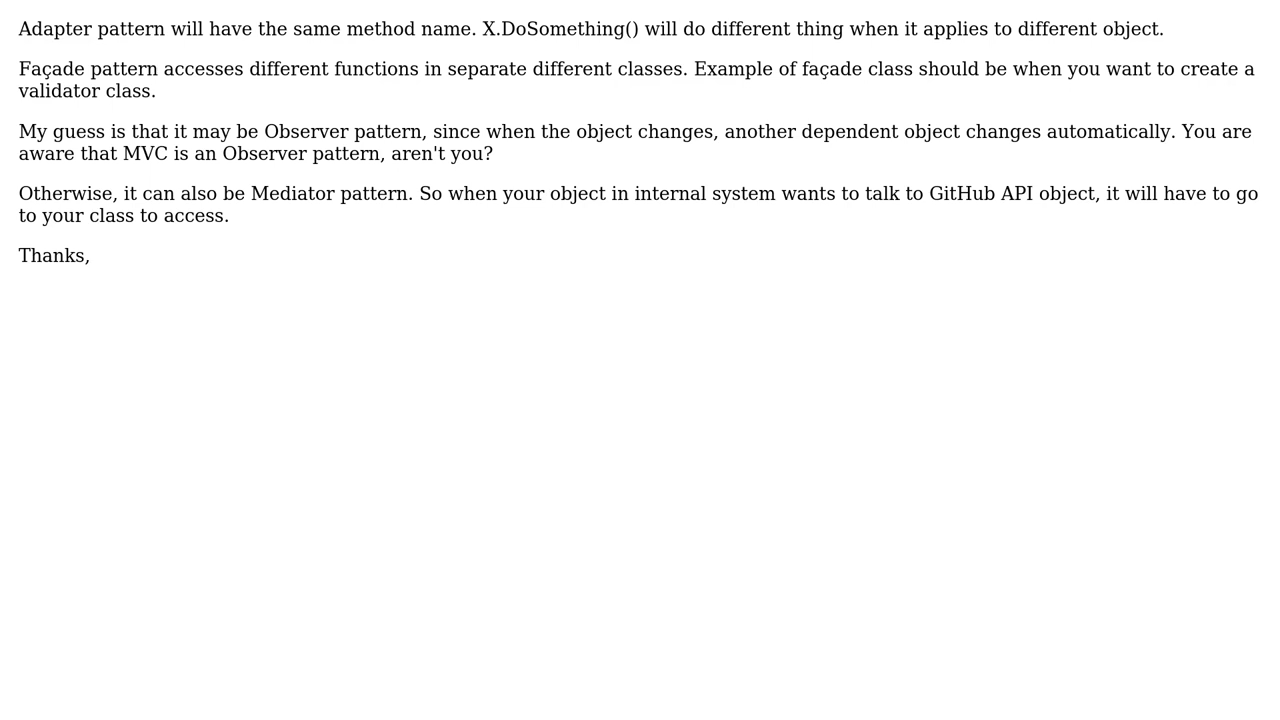 Adapter pattern will have the same method name. X.DoSomething() will do different thing when it applies to different object.
Façade pattern accesses different functions in separate different classes. Example of façade class should be when you want to create a
validator class.
My guess is that it may be Observer pattern, since when the object changes, another dependent object changes automatically. You are
aware that MVC is an Observer pattern, aren't you?
Otherwise, it can also be Mediator pattern. So when your object in internal system wants to talk to GitHub API object, it will have to go
to your class to access.
Thanks,